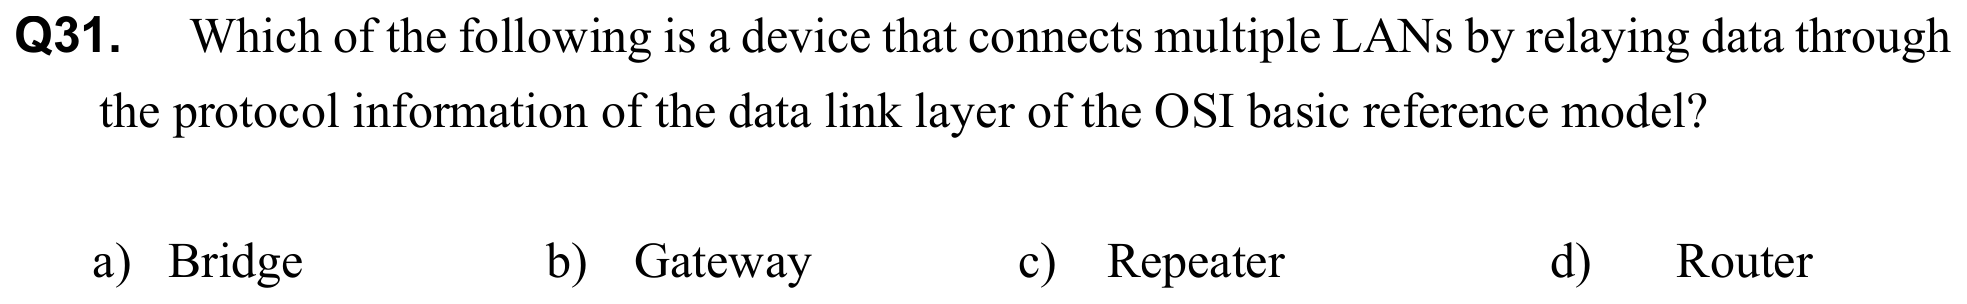 Q31. Which of the following is a device that connects multiple LANs by relaying data through
the protocol information of the data link layer of the OSI basic reference model?
a) Bridge b) Gateway c) Repeater d) Router